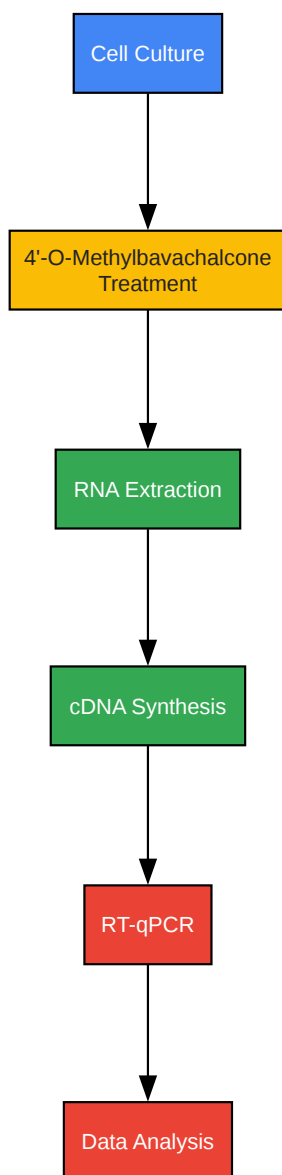 Cell Culture
4'-O-Methylbavachalcone
Treatment
RNA Extraction
cDNA Synthesis
RT-qPCR
Data Analysis